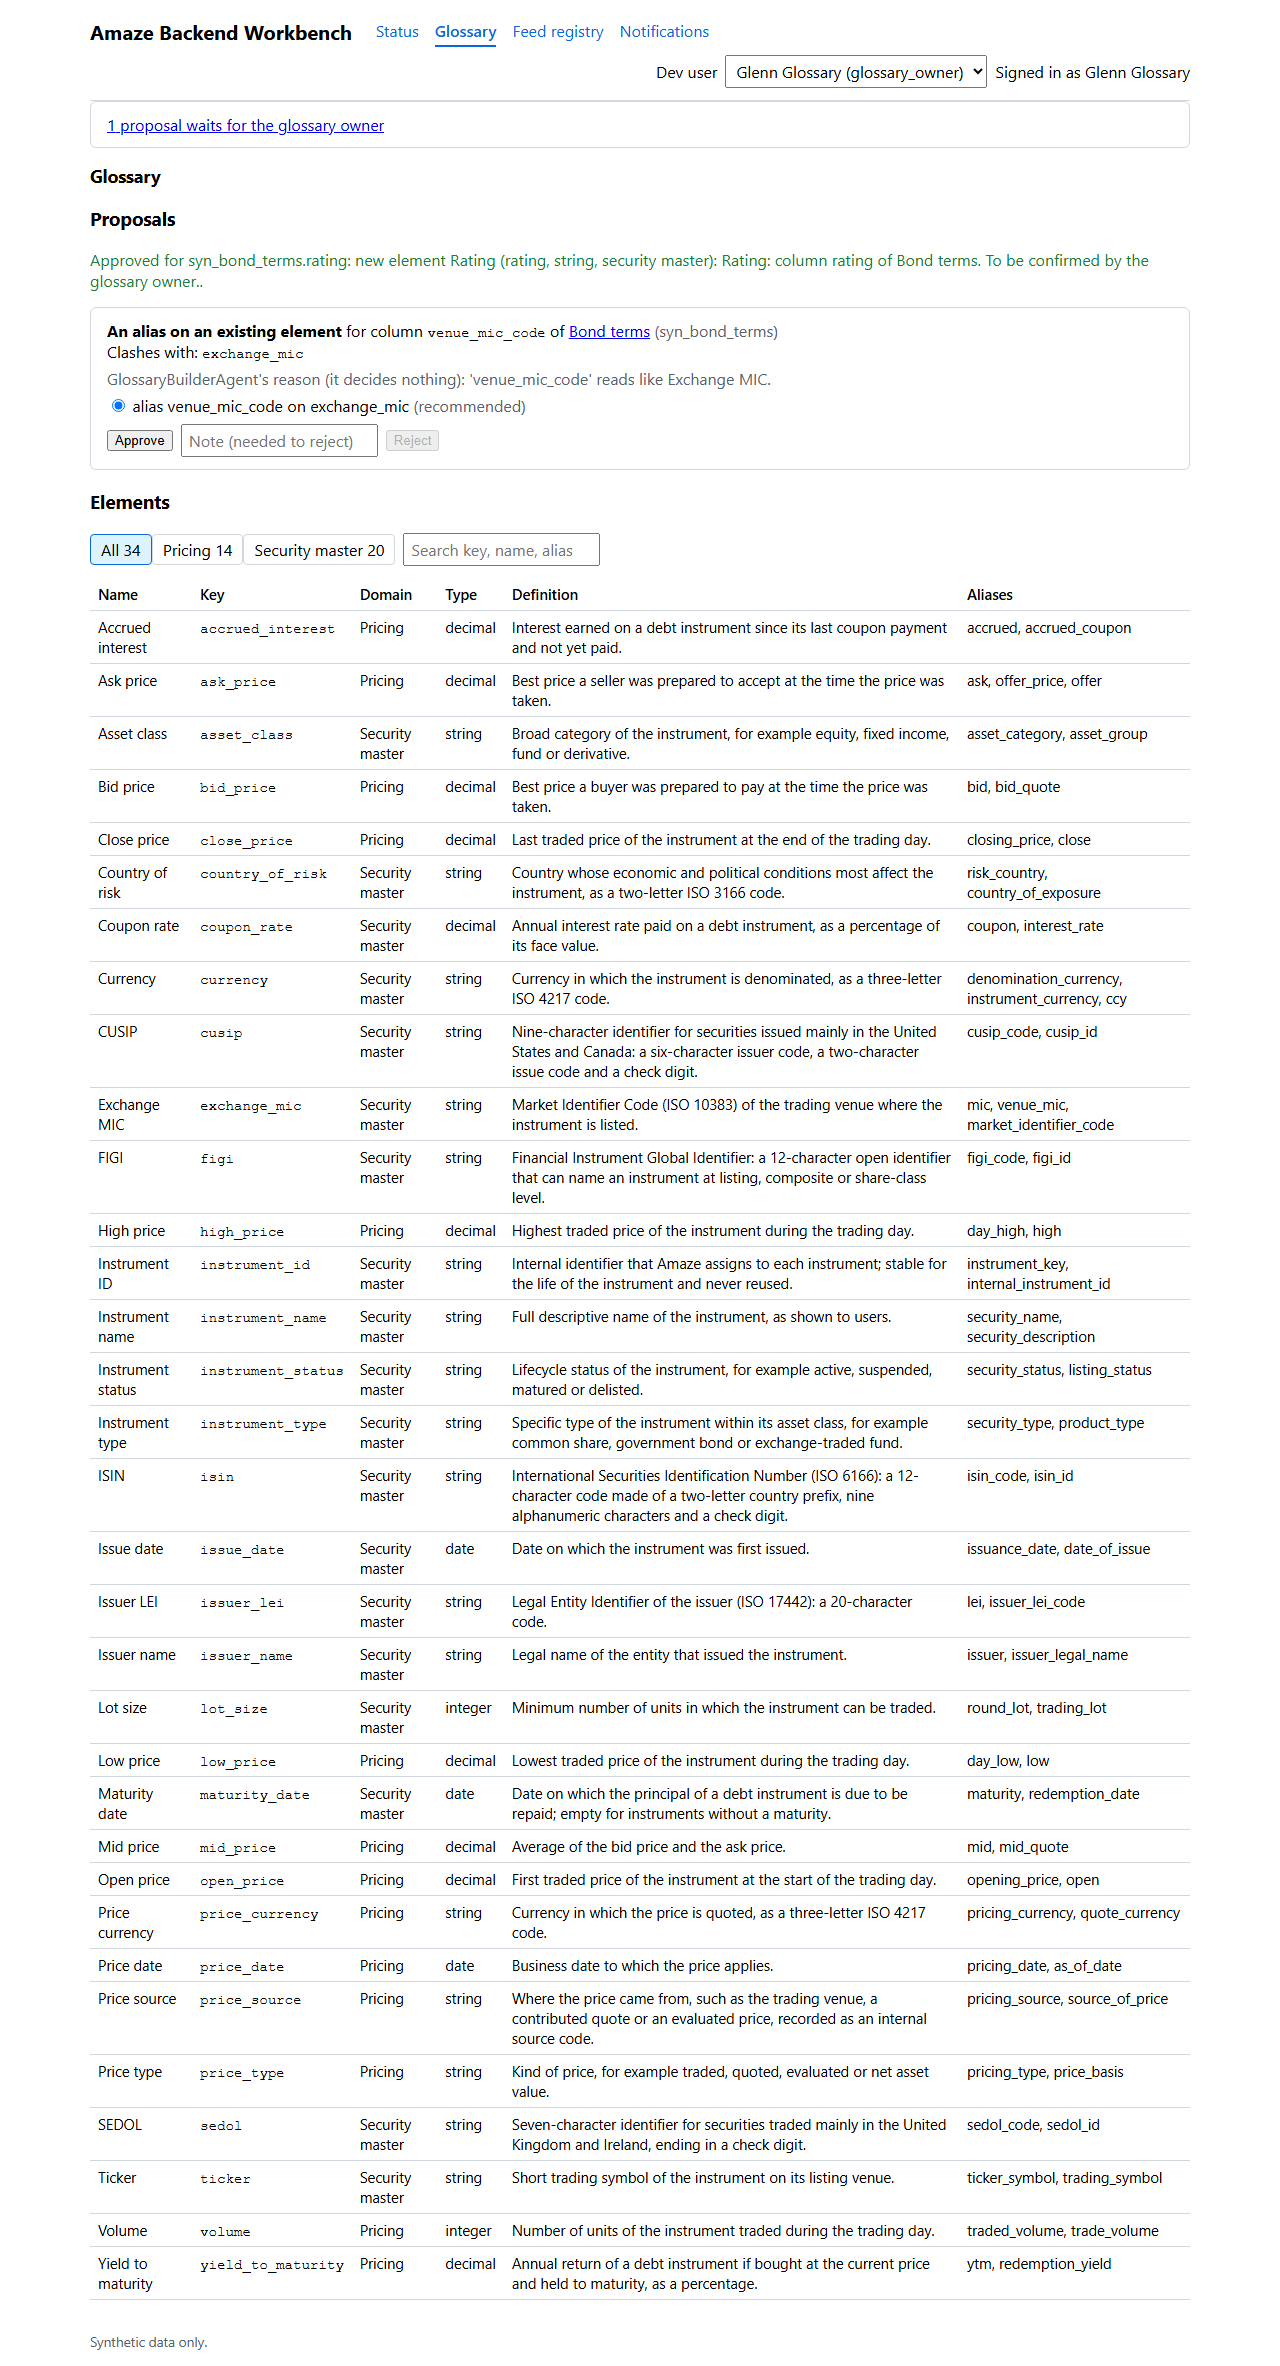 Amaze Backend Workbench Status Glossary Feed registry Notifications
Dev user Glenn Glossary (glossary_owner) Signed in as Glenn Glossary
1 proposal waits for the glossary owner
Glossary
Proposals
Approved for syn_bond_terms.rating: new element Rating (rating, string, security master): Rating: column rating of Bond terms. To be confirmed by the
glossary owner..
An alias on an existing element for column venue_mic_code of Bond terms (syn_bond_terms)
Clashes with: exchange_mic
GlossaryBuilderAgent's reason (it decides nothing): 'venue_mic_code' reads like Exchange MIC.
alias venue_mic_code on exchange_mic (recommended)
Approve Note (needed to reject) Reject
Elements
All 34 Pricing 14 Security master 20 Search key, name, alias
Name Key Domain Type Definition Aliases
Accrued accrued_interest Pricing decimal Interest earned on a debt instrument since its last coupon payment accrued, accrued_coupon
interest and not yet paid.
Ask price ask_price Pricing decimal Best price a seller was prepared to accept at the time the price was ask, offer_price, offer
taken.
Asset class asset_class Security string Broad category of the instrument, for example equity, fixed income, asset_category, asset_group
master fund or derivative.
Bid price bid_price Pricing decimal Best price a buyer was prepared to pay at the time the price was bid, bid_quote
taken.
Close price close_price Pricing decimal Last traded price of the instrument at the end of the trading day. closing_price, close
Country of country_of_risk Security string Country whose economic and political conditions most affect the risk_country,
risk master instrument, as a two-letter ISO 3166 code. country_of_exposure
Coupon rate coupon_rate Security decimal Annual interest rate paid on a debt instrument, as a percentage of coupon, interest_rate
master its face value.
Currency currency Security string Currency in which the instrument is denominated, as a three-letter denomination_currency,
master ISO 4217 code. instrument_currency, ccy
CUSIP cusip Security string Nine-character identifier for securities issued mainly in the United cusip_code, cusip_id
master States and Canada: a six-character issuer code, a two-character
issue code and a check digit.
Exchange exchange_mic Security string Market Identifier Code (ISO 10383) of the trading venue where the mic, venue_mic,
MIC master instrument is listed. market_identifier_code
FIGI figi Security string Financial Instrument Global Identifier: a 12-character open identifier figi_code, figi_id
master that can name an instrument at listing, composite or share-class
level.
High price high_price Pricing decimal Highest traded price of the instrument during the trading day. day_high, high
Instrument instrument_id Security string Internal identifier that Amaze assigns to each instrument; stable for instrument_key,
ID master the life of the instrument and never reused. internal_instrument_id
Instrument instrument_name Security string Full descriptive name of the instrument, as shown to users. security_name,
name master security_description
Instrument instrument_status Security string Lifecycle status of the instrument, for example active, suspended, security_status, listing_status
status master matured or delisted.
Instrument instrument_type Security string Specific type of the instrument within its asset class, for example security_type, product_type
type master common share, government bond or exchange-traded fund.
ISIN isin Security string International Securities Identification Number (ISO 6166): a 12- isin_code, isin_id
master character code made of a two-letter country prefix, nine
alphanumeric characters and a check digit.
Issue date issue_date Security date Date on which the instrument was first issued. issuance_date, date_of_issue
master
Issuer LEI issuer_lei Security string Legal Entity Identifier of the issuer (ISO 17442): a 20-character lei, issuer_lei_code
master code.
Issuer name issuer_name Security string Legal name of the entity that issued the instrument. issuer, issuer_legal_name
master
Lot size lot_size Security integer Minimum number of units in which the instrument can be traded. round_lot, trading_lot
master
Low price low_price Pricing decimal Lowest traded price of the instrument during the trading day. day_low, low
Maturity maturity_date Security date Date on which the principal of a debt instrument is due to be maturity, redemption_date
date master repaid; empty for instruments without a maturity.
Mid price mid_price Pricing decimal Average of the bid price and the ask price. mid, mid_quote
Open price open_price Pricing decimal First traded price of the instrument at the start of the trading day. opening_price, open
Price price_currency Pricing string Currency in which the price is quoted, as a three-letter ISO 4217 pricing_currency, quote_currency
currency code.
Price date price_date Pricing date Business date to which the price applies. pricing_date, as_of_date
Price source price_source Pricing string Where the price came from, such as the trading venue, a pricing_source, source_of_price
contributed quote or an evaluated price, recorded as an internal
source code.
Price type price_type Pricing string Kind of price, for example traded, quoted, evaluated or net asset pricing_type, price_basis
value.
SEDOL sedol Security string Seven-character identifier for securities traded mainly in the United sedol_code, sedol_id
master Kingdom and Ireland, ending in a check digit.
Ticker ticker Security string Short trading symbol of the instrument on its listing venue. ticker_symbol, trading_symbol
master
Volume volume Pricing integer Number of units of the instrument traded during the trading day. traded_volume, trade_volume
Yield to yield_to_maturity Pricing decimal Annual return of a debt instrument if bought at the current price ytm, redemption_yield
maturity and held to maturity, as a percentage.
Synthetic data only.